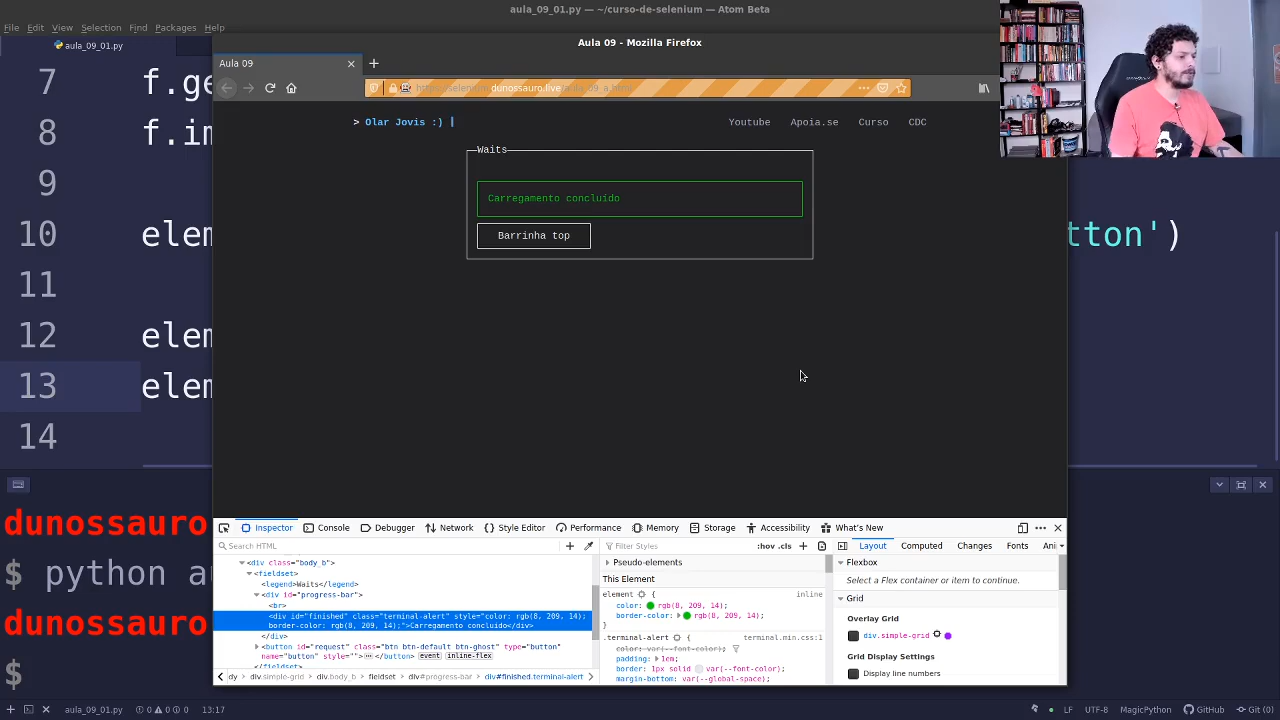 aula_09_01.py — ~/curso-de-selenium — Atom Beta
File Edit View Selection Find Packages
aula_09_01.py
Aula 09 - Mozilla Firefox
Aula 09
dunossauro.live
> Olar Jovis :)
Youtube Apoia.se Curso CDC
Waits
Carregamento concluído
Barrinha top
7 f.ge
8 f.im
9
10 elem tton')
11
12 elem
13 elem
14
Inspector Console Debugger Network Style Editor Performance Memory Storage Accessibility What's New
Search HTML
Filter Styles
:hov .cls
Layout Computed Changes Fonts Ani
<div class="body_b">
<fieldset>
<legend>Waits</legend>
<div id="progress-bar">
<br>
<div id="finished" class="terminal-alert" style="color: rgb(8, 209, 14);
border-color: rgb(8, 209, 14);">Carregamento concluído</div>
</div>
<button id="request" class="btn btn-default btn-ghost" type="button"
name="button" style=""> </button> event inline-flex
</fieldset>
dy div.simple-grid div.body_b fieldset div#progress-bar div#finished.terminal-alert
Pseudo-elements
This Element
element { inline
color: rgb(8, 209, 14);
border-color: rgb(8, 209, 14);
}
.terminal-alert { terminal.min.css:1
color: var(--font-color);
padding: 1em;
border: 1px solid var(--font-color);
margin-bottom: var(--global-space);
Flexbox
Select a Flex container or item to continue.
Grid
Overlay Grid
div.simple-grid
Grid Display Settings
Display line numbers
dunossauro
$ python au
dunossauro
$
aula_09_01.py 0 0 0 13:17
LF UTF-8 MagicPython GitHub Git (0)